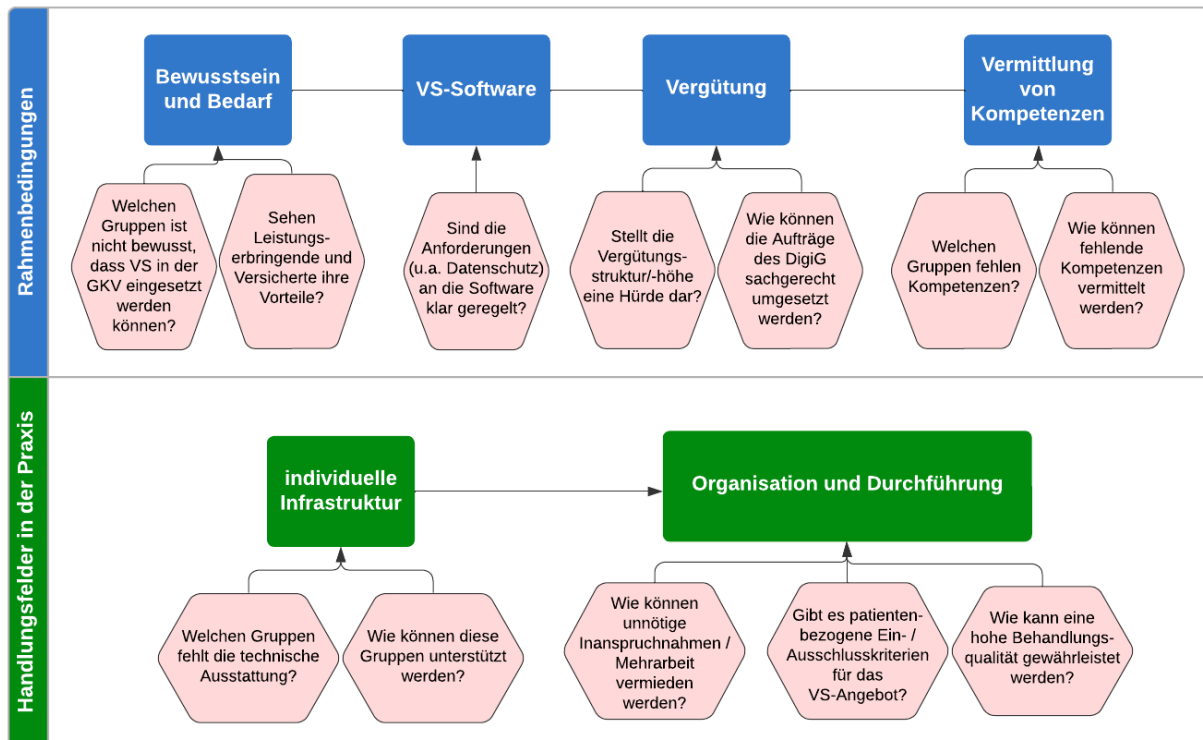 Rahmenbedingungen
Bewusstsein
und Bedarf
VS-Software
Vergütung
Vermittlung
von
Kompetenzen
Welchen
Gruppen ist
nicht bewusst,
dass VS in der
GKV eingesetzt
werden
können?
Sehen
Leistungs-
erbringende und
Versicherte ihre
Vorteile?
Sind die
Anforderungen
(u.a. Datenschutz)
an die Software
klar geregelt?
Stellt die
Vergütungs-
struktur/-höhe
eine Hürde dar?
Wie können
die Aufträge
des DigiG
sachgerecht
umgesetzt
werden?
Welchen
Gruppen fehlen
Kompetenzen?
Wie können
fehlende
Kompetenzen
vermittelt werden?
Handlungsfelder in der Praxis
individuelle
Infrastruktur
Organisation und Durchführung
Welchen Gruppen
fehlt die technische
Ausstattung?
Wie können diese
Gruppen unterstützt
werden?
Wie können
unnötige
Inanspruchnahmen /
Mehrarbeit
vermieden
werden?
Gibt es patienten-
bezogene Ein- /
Ausschlusskriterien
für das
VS-Angebot?
Wie kann eine
hohe Behandlungs-
qualität gewährleistet
werden?